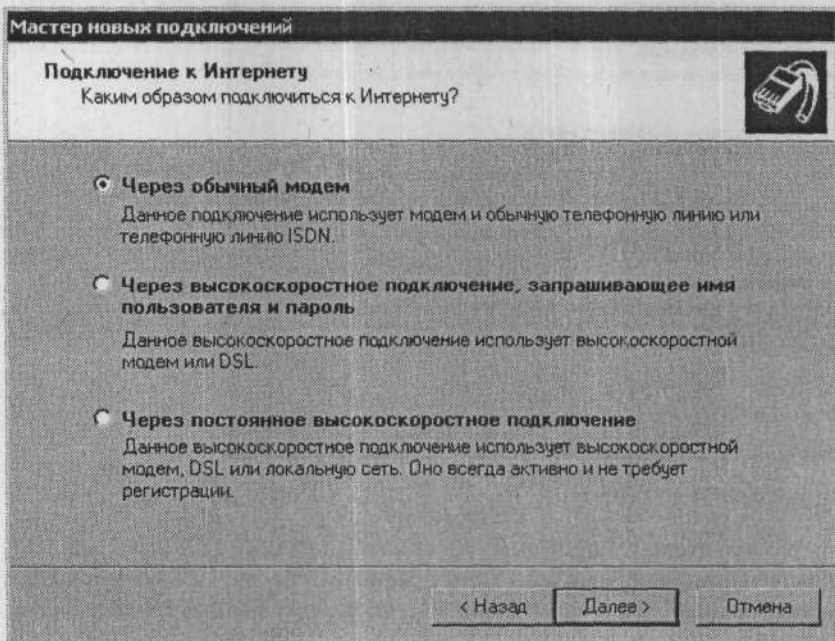 Мастер новых подключений
Подключение к Интернету
Каким образом подключиться к Интернету?
Через обычный модем
Данное подключение использует модем и обычную телефонную линию или
телефонную линию ISDN.
Через высокоскоростное подключение, запрашивающее имя
пользователя и пароль
Данное высокоскоростное подключение использует высокоскоростной
модем или DSL.
Через постоянное высокоскоростное подключение
Данное высокоскоростное подключение использует высокоскоростной
модем, DSL или локальную сеть. Оно всегда активно и не требует
регистрации.
< Назад Далее > Отмена